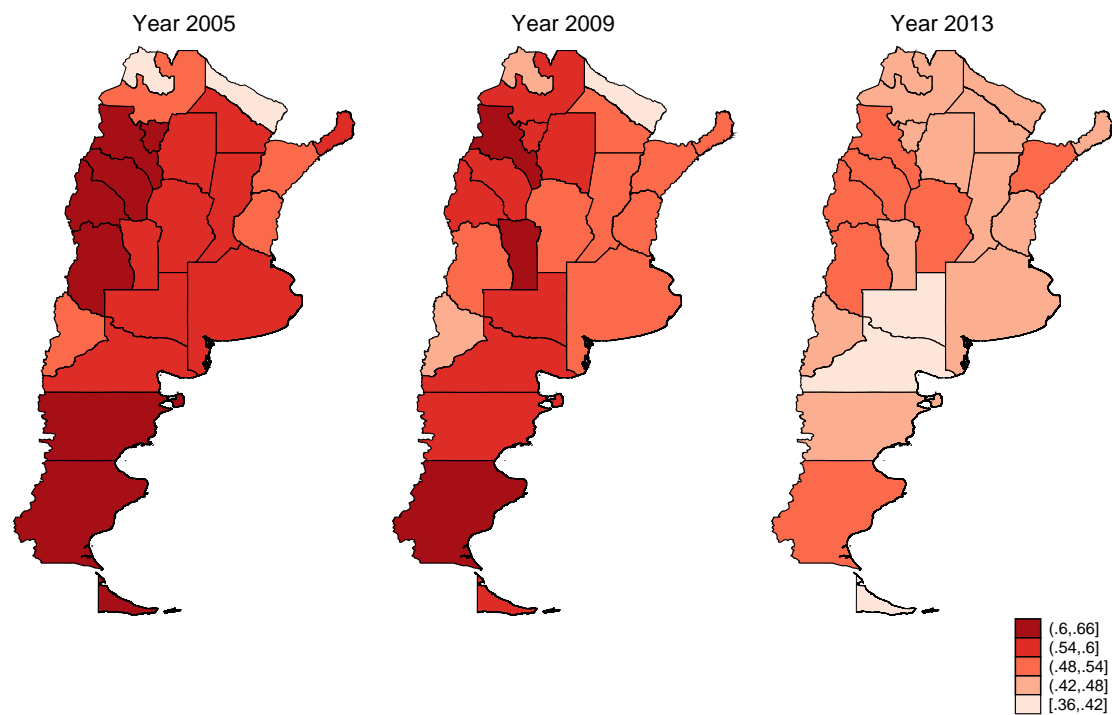 Year 2005
Year 2009
Year 2013
(.6,.66]
(.54,.6]
(.48,.54]
(.42,.48]
[.36,.42]